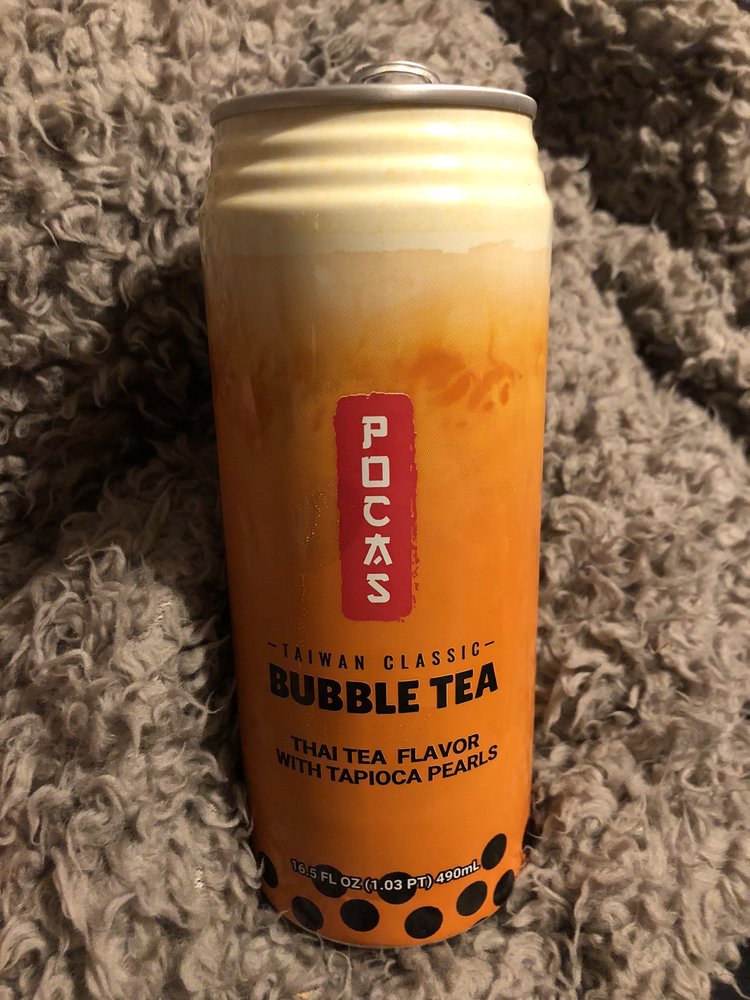 POCAS
-TAIWAN CLASSIC-
BUBBLE TEA
THAI TEA FLAVOR
WITH TAPIOCA PEARLS
16.5 FL OZ (1.03 PT) 490mL